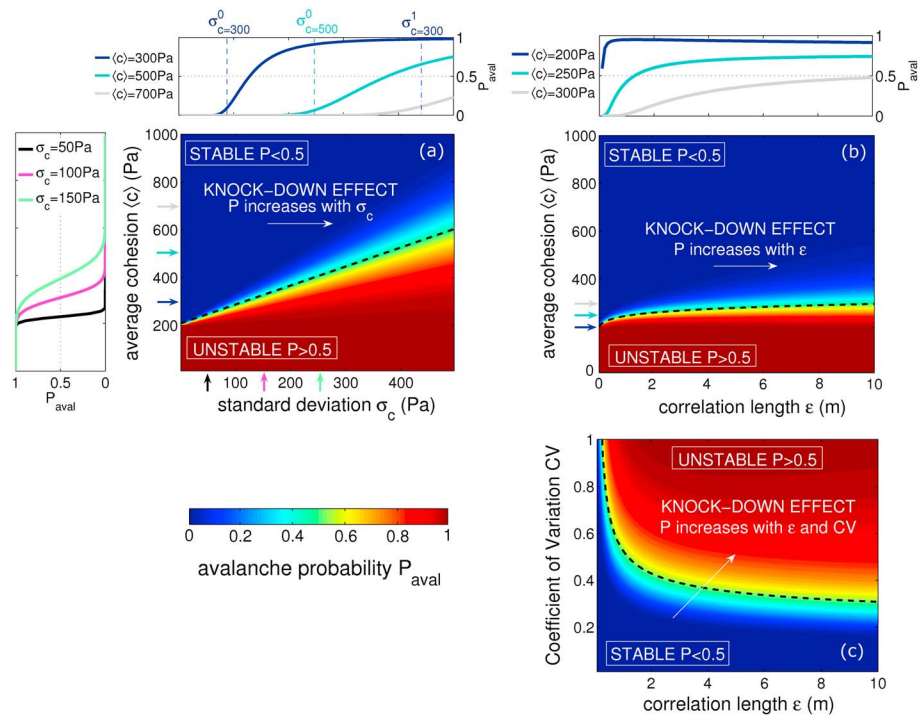 σ⁰c=300 σ⁰c=500 σ¹c=300
⟨c⟩=300Pa
⟨c⟩=500Pa
⟨c⟩=700Pa
1
0.5
0
Paval
⟨c⟩=200Pa
⟨c⟩=250Pa
⟨c⟩=300Pa
1
0.5
0
Paval
σc=50Pa
σc=100Pa
σc=150Pa
1 0.5 0
Paval
average cohesion ⟨c⟩ (Pa)
1000
800
600
400
200
STABLE P<0.5
(a)
KNOCK−DOWN EFFECT
P increases with σc
UNSTABLE P>0.5
100 200 300 400
standard deviation σc (Pa)
average cohesion ⟨c⟩ (Pa)
1000
800
600
400
200
0
STABLE P<0.5
(b)
KNOCK−DOWN EFFECT
P increases with ε
UNSTABLE P>0.5
0 2 4 6 8 10
correlation length ε (m)
0 0.2 0.4 0.6 0.8 1
avalanche probability Paval
Coefficient of Variation CV
1
0.8
0.6
0.4
0.2
UNSTABLE P>0.5
KNOCK−DOWN EFFECT
P increases with ε and CV
STABLE P<0.5
(c)
2 4 6 8 10
correlation length ε (m)